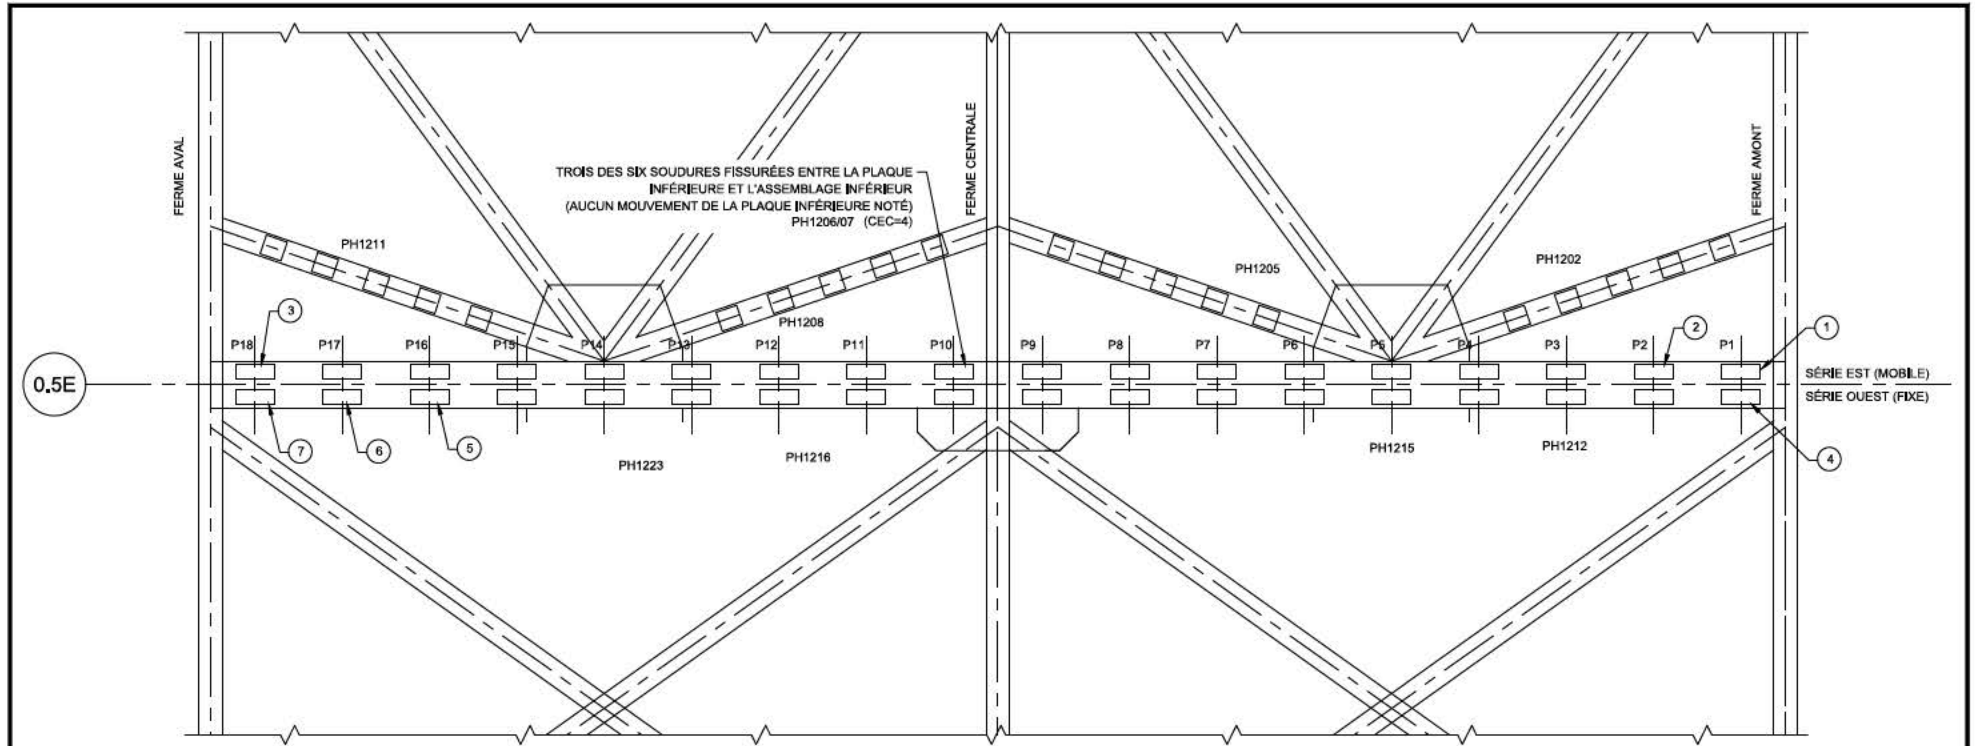 FERME AVAL
FERME CENTRALE
FERME AMONT
TROIS DES SIX SOUDURES FISSURÉES ENTRE LA PLAQUE
INFÉRIEURE ET L'ASSEMBLAGE INFÉRIEUR
(AUCUN MOUVEMENT DE LA PLAQUE INFÉRIEURE NOTÉ)
PH1206/07 (CEC=4)
PH1211
PH1208
PH1205
PH1202
3
2
1
P18
P17
P16
P15
P14
P13
P12
P11
P10
P9
P8
P7
P6
P5
P4
P3
P2
P1
0.5E
SÉRIE EST (MOBILE)
SÉRIE OUEST (FIXE)
7
6
5
4
PH1223
PH1216
PH1215
PH1212